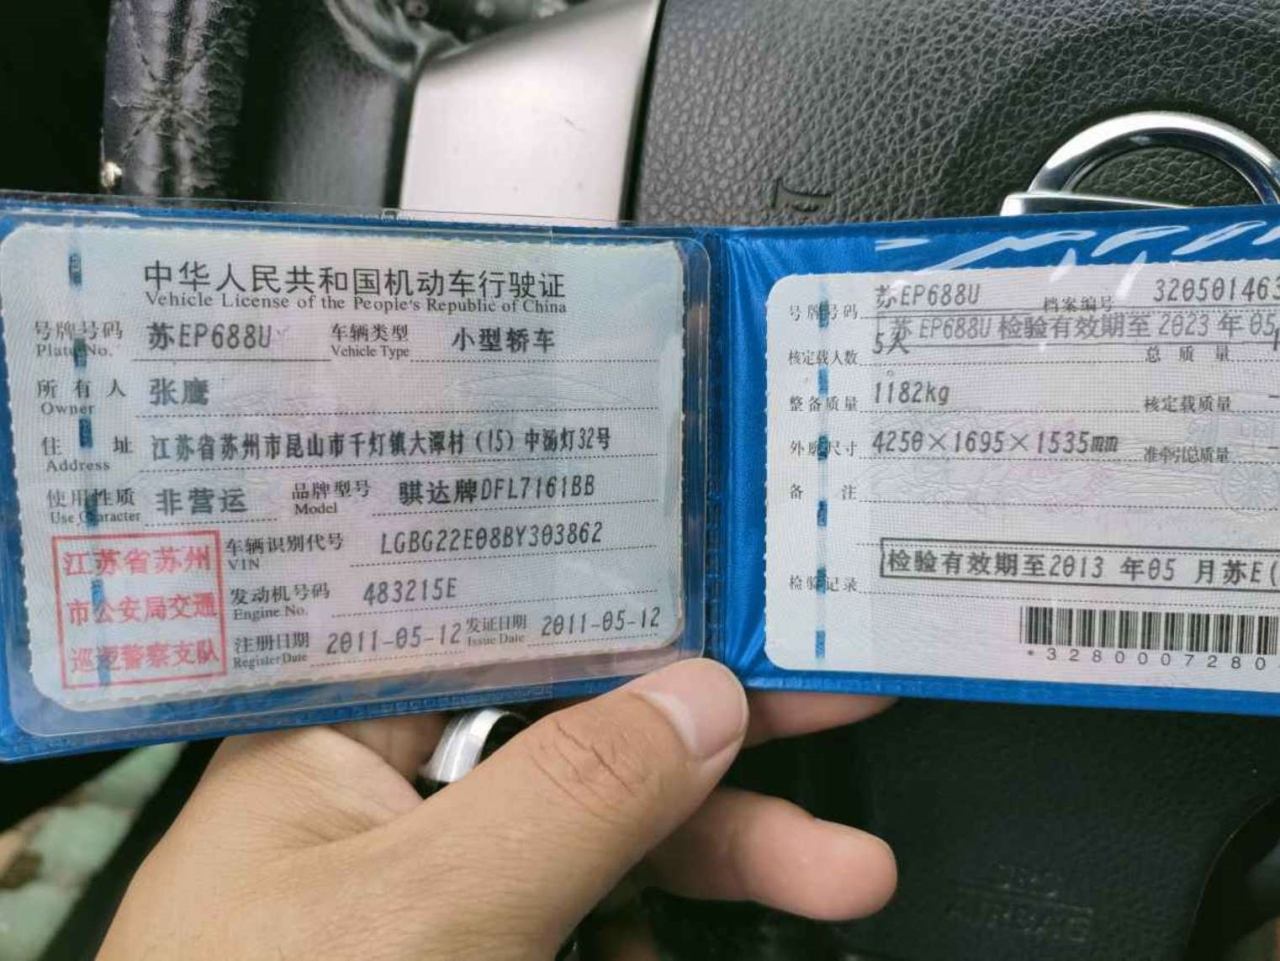 中华人民共和国机动车行驶证
Vehicle License of the People's Republic of China
号牌号码 苏EP688U 车辆类型 小型轿车
Plate No. Vehicle Type
所有人 张鹰
Owner
住址 江苏省苏州市昆山市千灯镇大潭村（15）中汤灯32号
Address
使用性质 非营运 品牌型号 骐达牌DFL7161BB
Use Character Model
江苏省苏州
市公安局交通
巡逻警察支队
车辆识别代号 LGBG22E08BY303862
VIN
发动机号码 483215E
Engine No.
注册日期 2011-05-12 发证日期 2011-05-12
Register Date Issue Date
号牌号码 苏EP688U 档案编号 320501463
苏EP688U 检验有效期至2023年05
核定载人数 5人 总质量
整备质量 1182kg 核定载质量
外廓尺寸 4250×1695×1535mm 准牵引总质量
备注
检验记录 检验有效期至2013年05月苏E(
*3280007280